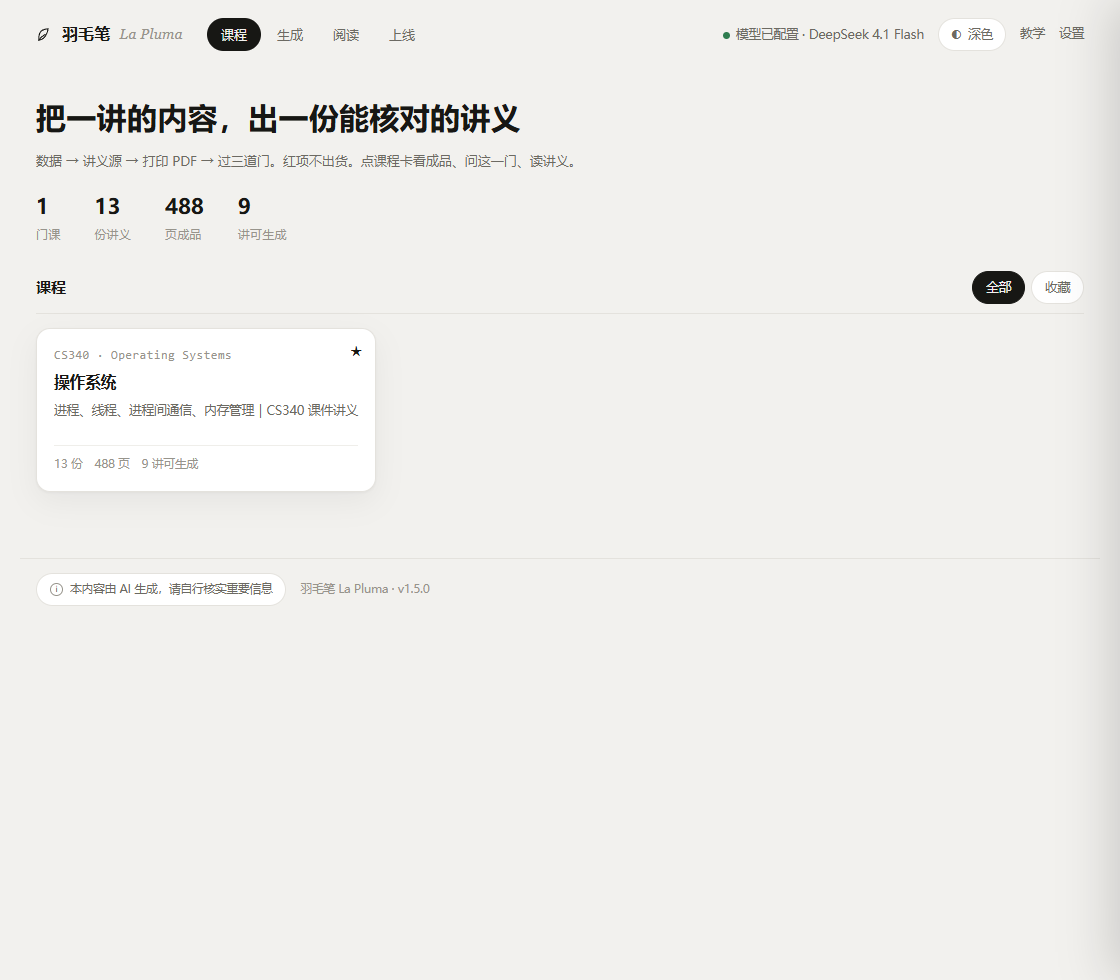 羽毛笔 La Pluma 课程 生成 阅读 上线 模型已配置 · DeepSeek 4.1 Flash 深色 教学 设置
把一讲的内容，出一份能核对的讲义
数据 → 讲义源 → 打印 PDF → 过三道门。红项不出货。点课程卡看成品、问这一门、读讲义。
1 13 488 9
门课 份讲义 页成品 讲可生成
课程 全部 收藏
CS340 · Operating Systems ★
操作系统
进程、线程、进程间通信、内存管理 | CS340 课件讲义
13 份 488 页 9 讲可生成
本内容由 AI 生成，请自行核实重要信息 羽毛笔 La Pluma · v1.5.0